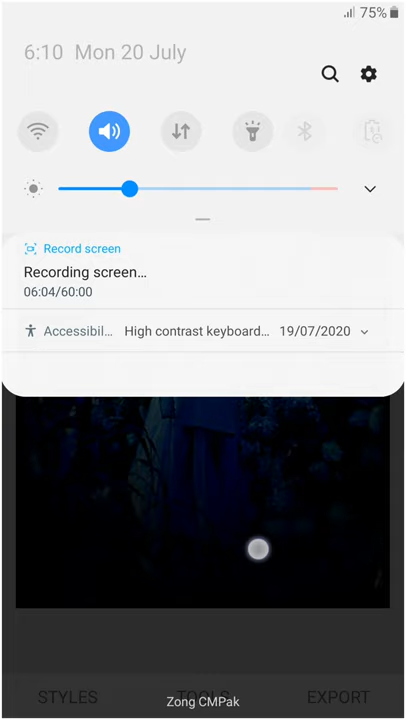 75%
6:10 Mon 20 July
Record screen
Recording screen...
06:04/60:00
Accessibil... High contrast keyboard... 19/07/2020
STYLES TOOLS EXPORT
Zong CMPak